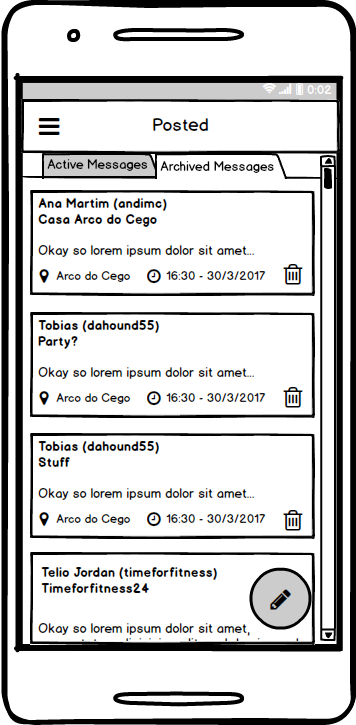 0:02
Posted
Active Messages Archived Messages
Ana Martim (andimc)
Casa Arco do Cego
Okay so lorem ipsum dolor sit amet...
Arco do Cego 16:30 - 30/3/2017
Tobias (dahound55)
Party?
Okay so lorem ipsum dolor sit amet...
Arco do Cego 16:30 - 30/3/2017
Tobias (dahound55)
Stuff
Okay so lorem ipsum dolor sit amet...
Arco do Cego 16:30 - 30/3/2017
Telio Jordan (timeforfitness)
Timeforfitness24
Okay so lorem ipsum dolor sit amet,